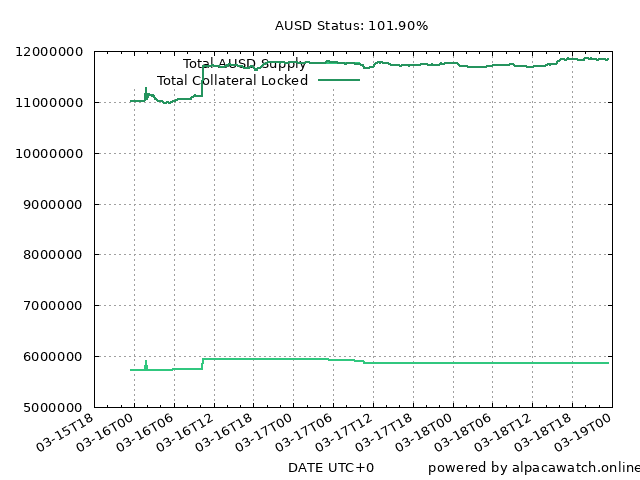 AUSD Status: 101.90%
12000000
11000000
10000000
9000000
8000000
7000000
6000000
5000000
Total AUSD Supply
Total Collateral Locked
03-15T18
03-16T00
03-16T06
03-16T12
03-16T18
03-17T00
03-17T06
03-17T12
03-17T18
03-18T00
03-18T06
03-18T12
03-18T18
03-19T00
DATE UTC+0
powered by alpacawatch.online